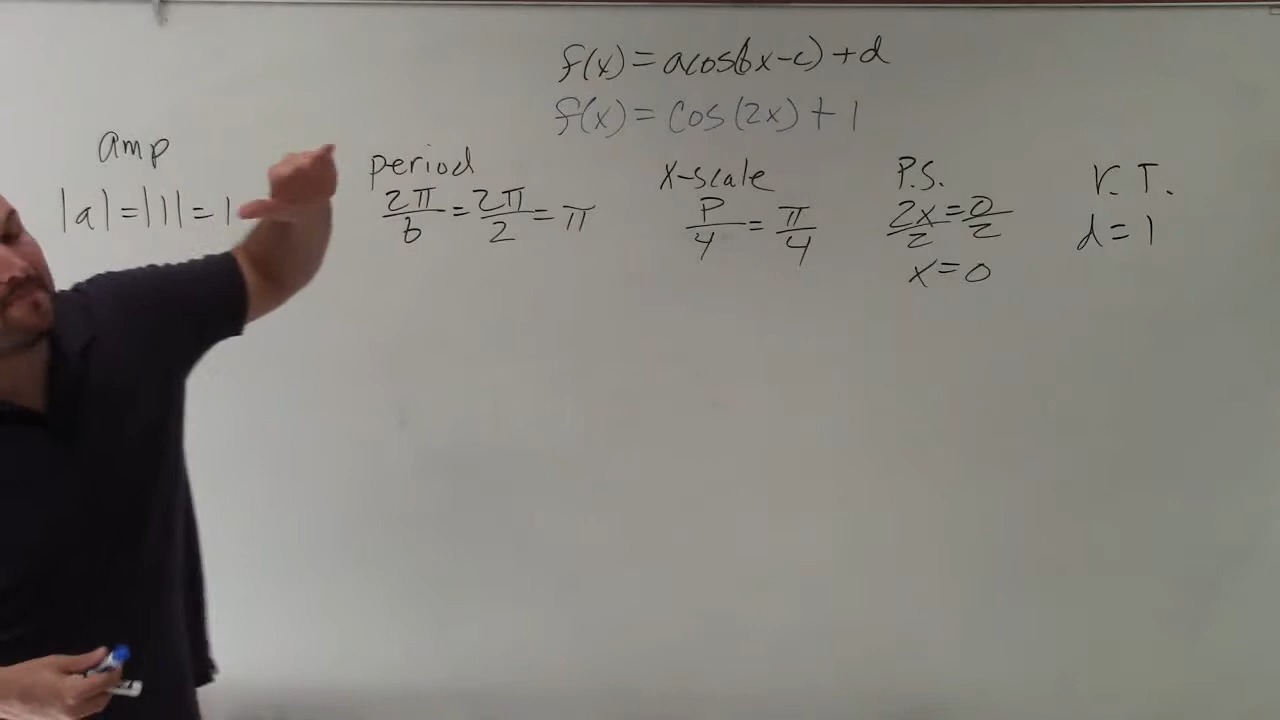 f(x) = acos(bx-c) + d
f(x) = cos(2x) + 1
amp
|a| = |1| = 1
period
2π/b = 2π/2 = π
x-scale
P/4 = π/4
P.S.
2x/2 = 0/2
x = 0
V. T.
d = 1